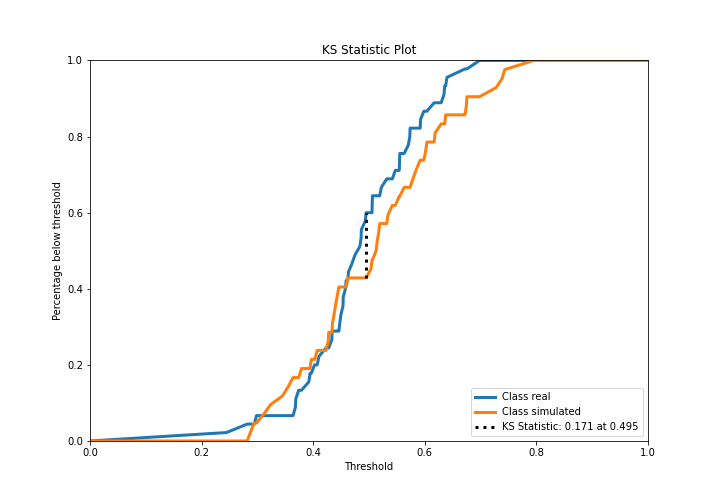 KS Statistic Plot
1.0
0.8
0.6
0.4
0.2
0.0
Percentage below threshold
0.0 0.2 0.4 0.6 0.8 1.0
Threshold
Class real
Class simulated
KS Statistic: 0.171 at 0.495